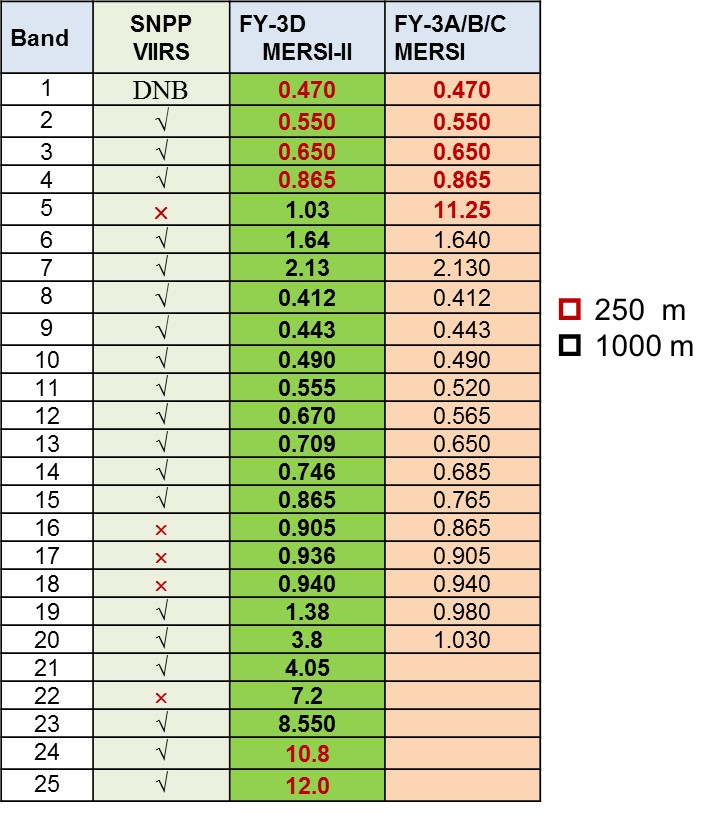 Band SNPP VIIRS FY-3D MERSI-II FY-3A/B/C MERSI
1 DNB 0.470 0.470
2 √ 0.550 0.550
3 √ 0.650 0.650
4 √ 0.865 0.865
5 × 1.03 11.25
6 √ 1.64 1.640
7 √ 2.13 2.130
8 √ 0.412 0.412
9 √ 0.443 0.443
10 √ 0.490 0.490
11 √ 0.555 0.520
12 √ 0.670 0.565
13 √ 0.709 0.650
14 √ 0.746 0.685
15 √ 0.865 0.765
16 × 0.905 0.865
17 × 0.936 0.905
18 × 0.940 0.940
19 √ 1.38 0.980
20 √ 3.8 1.030
21 √ 4.05
22 × 7.2
23 √ 8.550
24 √ 10.8
25 √ 12.0
250 m
1000 m